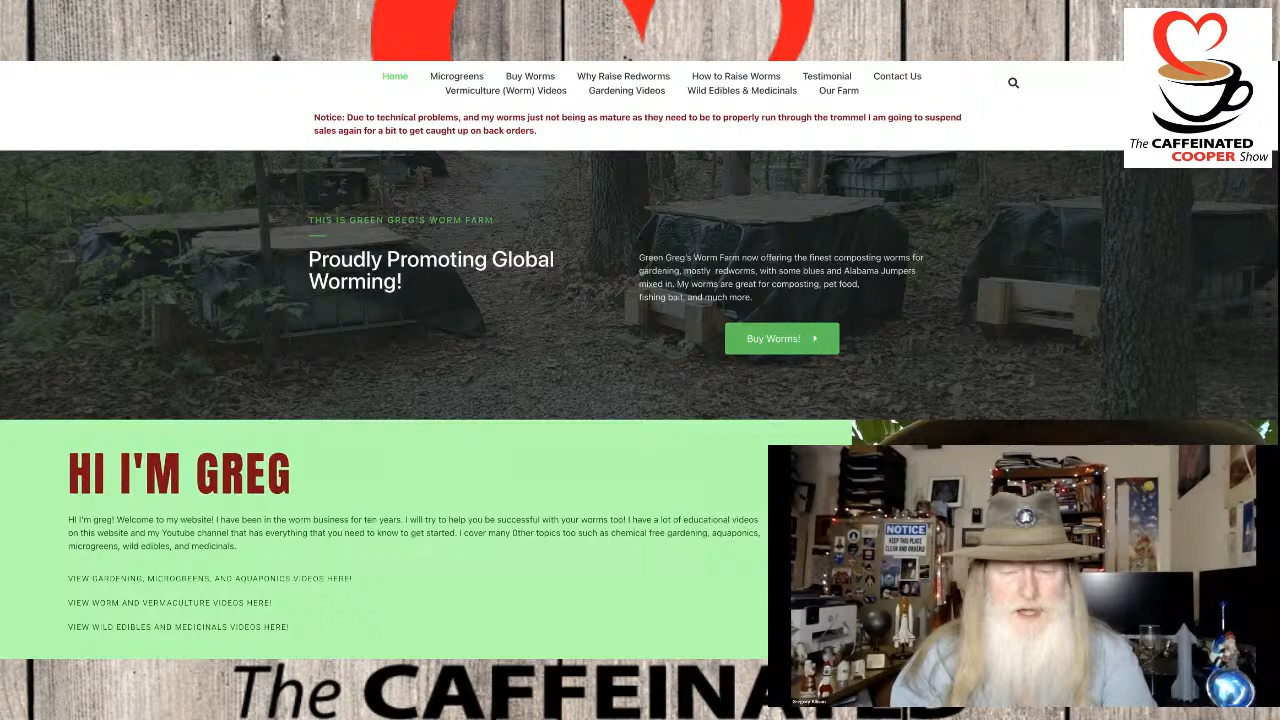 Home Microgreens Buy Worms Why Raise Redworms How to Raise Worms Testimonial Contact Us
Vermiculture (Worm) Videos Gardening Videos Wild Edibles & Medicinals Our Farm
Notice: Due to technical problems, and my worms just not being as mature as they need to be to properly run through the trommel I am going to suspend
sales again for a bit to get caught up on back orders.
The CAFFEINATED
COOPER Show
THIS IS GREEN GREG'S WORM FARM
Proudly Promoting Global
Worming!
Green Greg's Worm Farm now offering the finest composting worms for
gardening, mostly redworms, with some blues and Alabama Jumpers
mixed in. My worms are great for composting, pet food,
fishing bait, and much more.
Buy Worms!
HI I'M GREG
HI I'm greg! Welcome to my website! I have been in the worm business for ten years. I will try to help you be successful with your worms too! I have a lot of educational videos
on this website and my Youtube channel that has everything that you need to know to get started. I cover many 0ther topics too such as chemical free gardening, aquaponics,
microgreens, wild edibles, and medicinals.
VIEW GARDENING, MICROGREENS, AND AQUAPONICS VIDEOS HERE!
VIEW WORM AND VERMACULTURE VIDEOS HERE!
VIEW WILD EDIBLES AND MEDICINALS VIDEOS HERE!
NOTICE
KEEP THIS PLACE
CLEAN AND ORDERLY
Gregory Allison
The CAFFEINATED